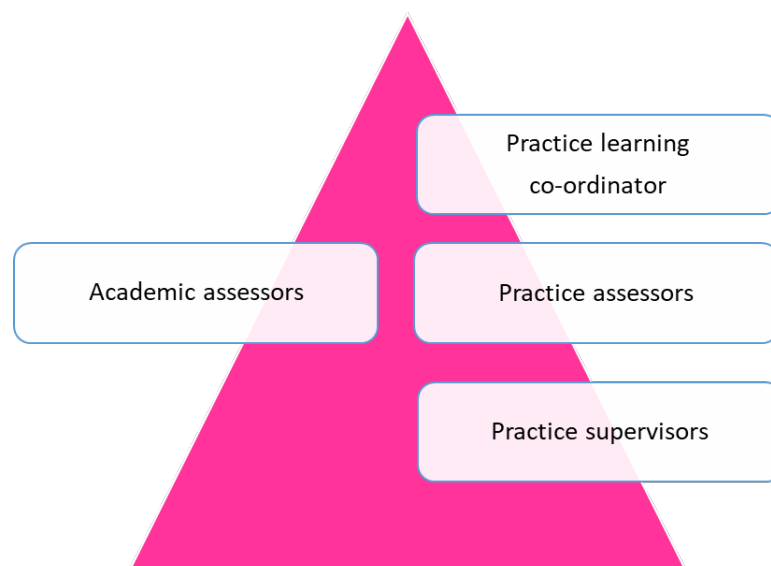 Practice learning
co-ordinator
Academic assessors
Practice assessors
Practice supervisors